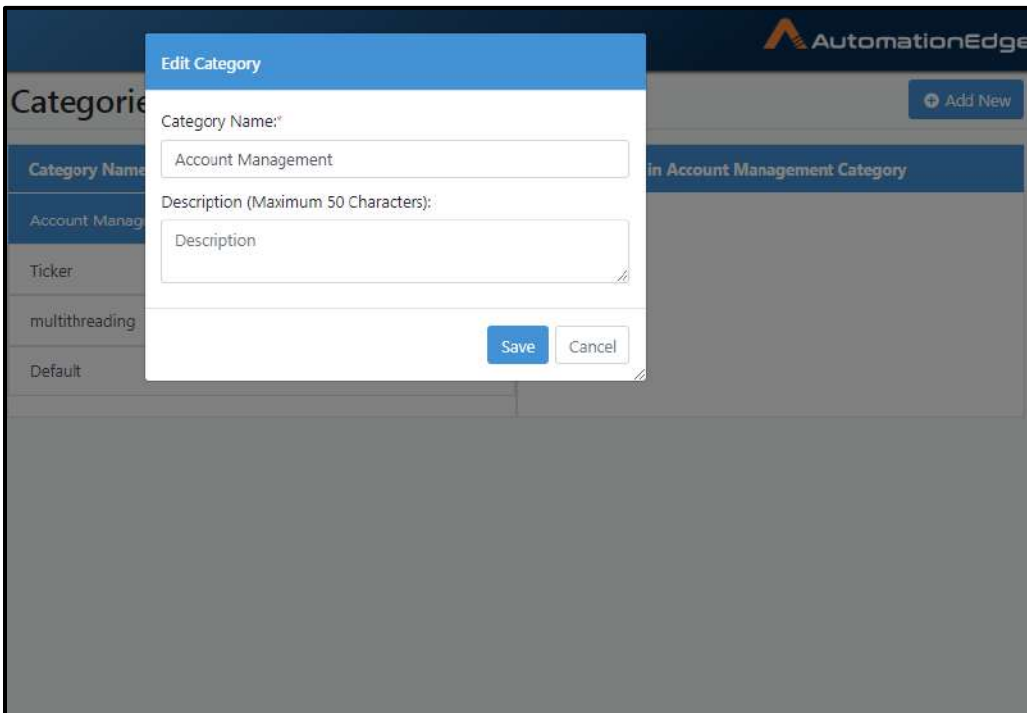 AutomationEdge
Edit Category
Categorie
Add New
Category Name:*
Account Management
Description (Maximum 50 Characters):
Description
Save
Cancel
Category Name
in Account Management Category
Account Manag
Ticker
multithreading
Default